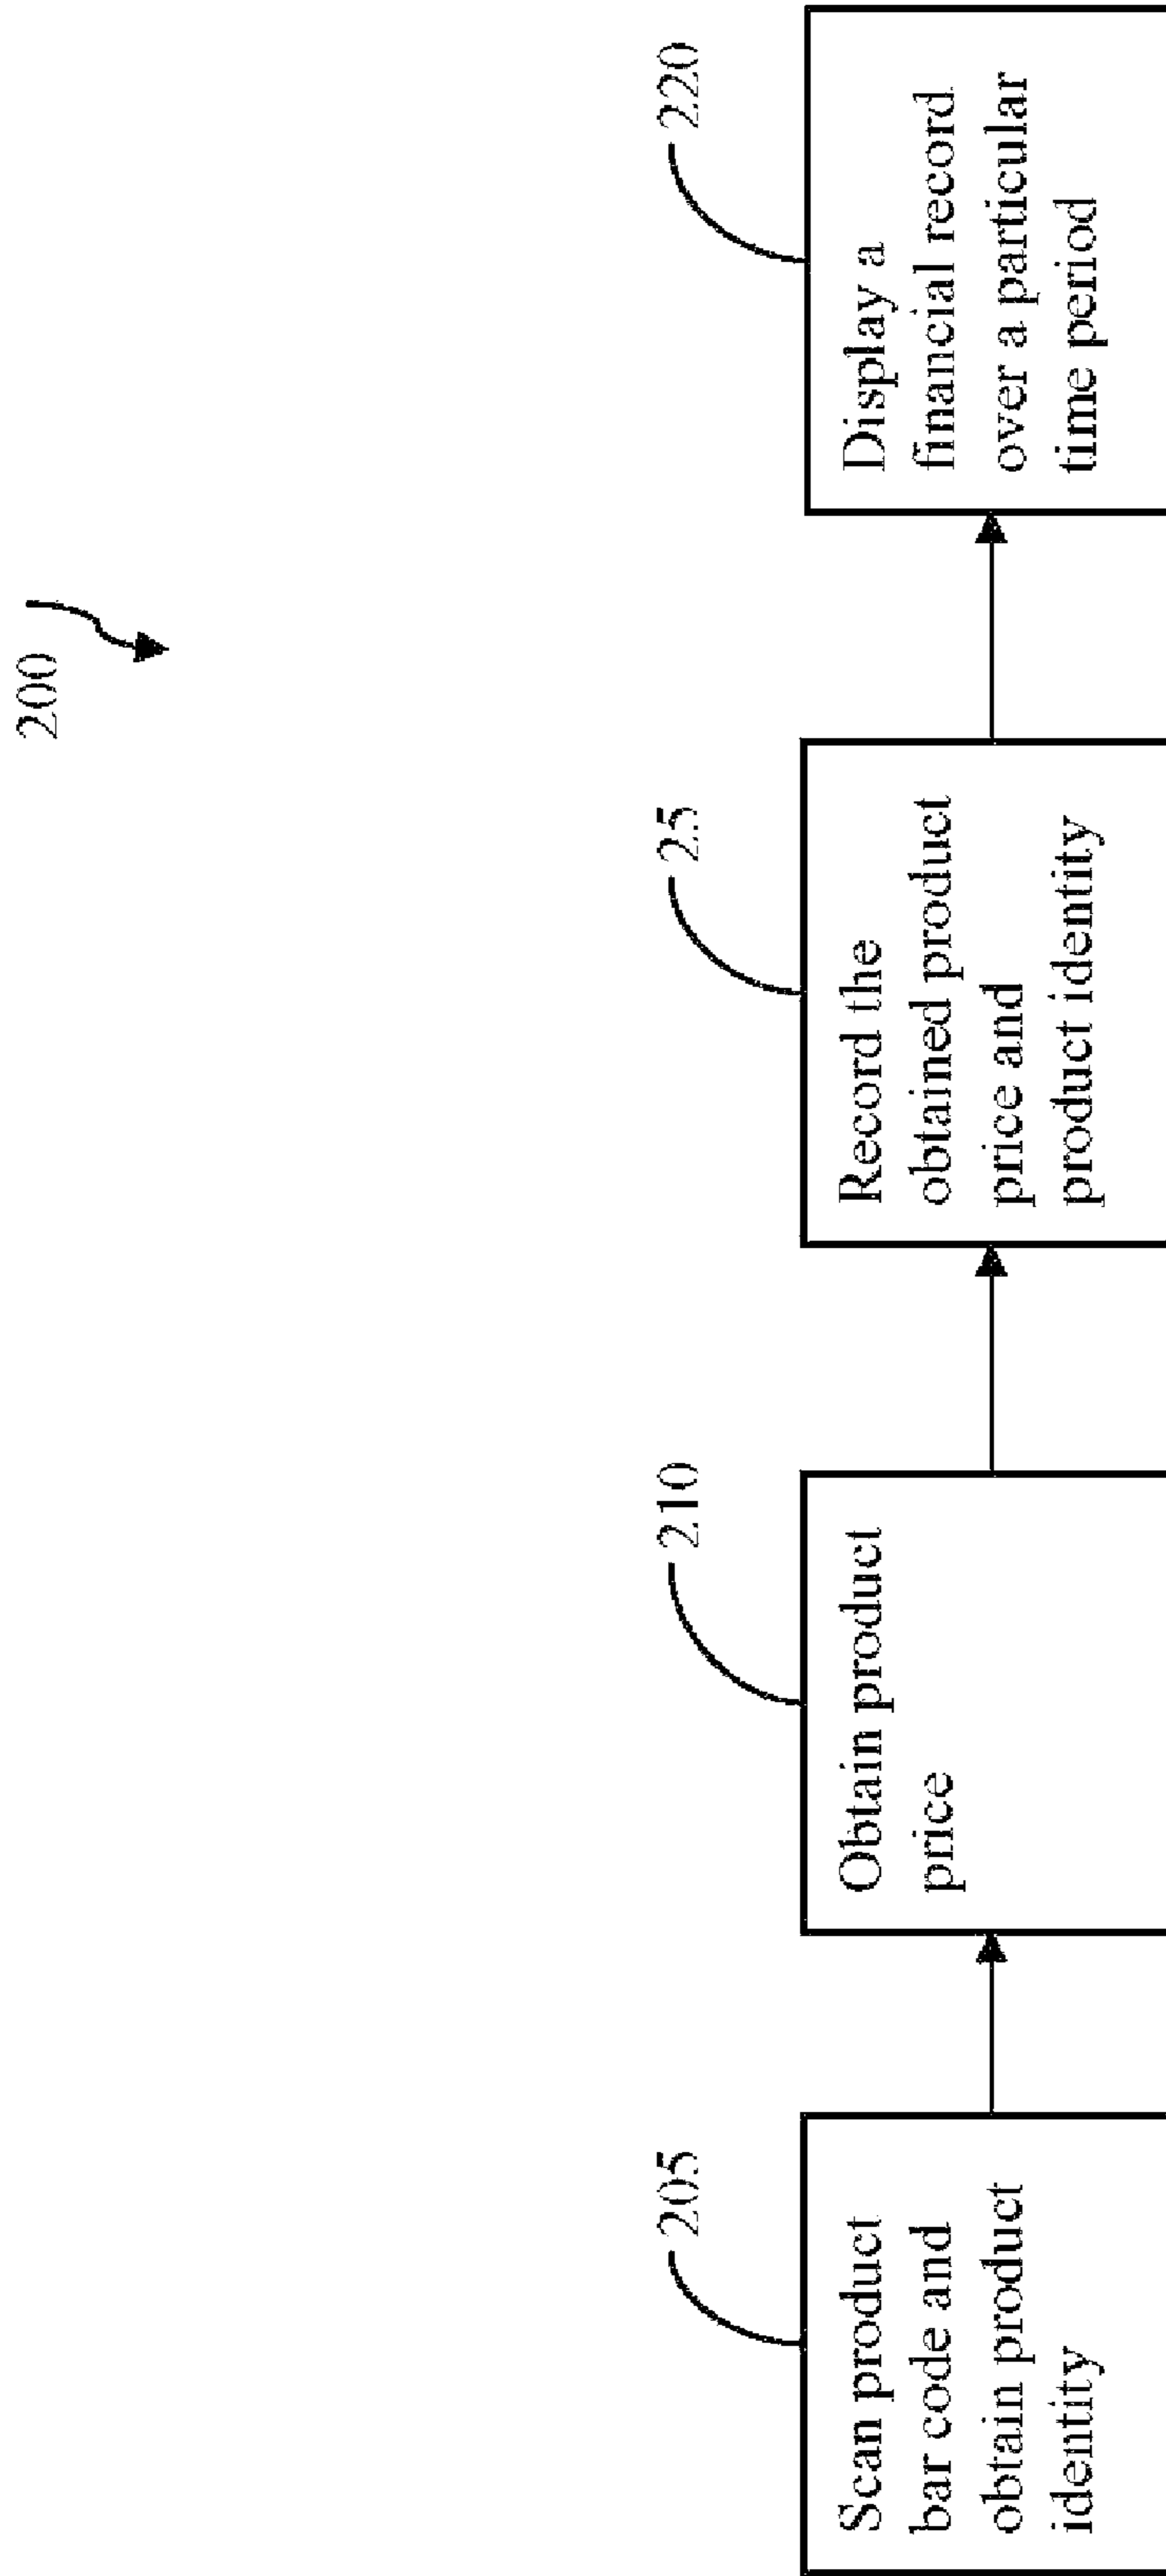 200
205
Scan product
bar code and
obtain product
identity
210
Obtain product
price
25
Record the
obtained product
price and
product identity
220
Display a
financial record
over a particular
time period